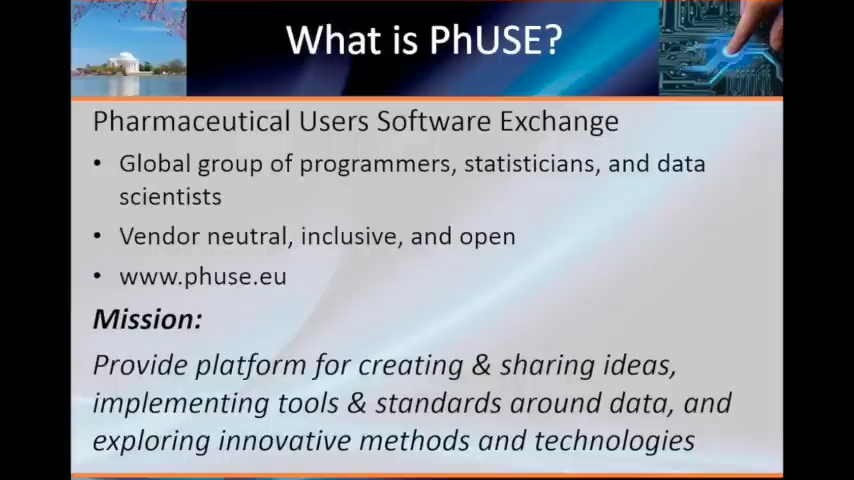 What is PhUSE?
Pharmaceutical Users Software Exchange
• Global group of programmers, statisticians, and data
scientists
• Vendor neutral, inclusive, and open
• www.phuse.eu
Mission:
Provide platform for creating & sharing ideas,
implementing tools & standards around data, and
exploring innovative methods and technologies